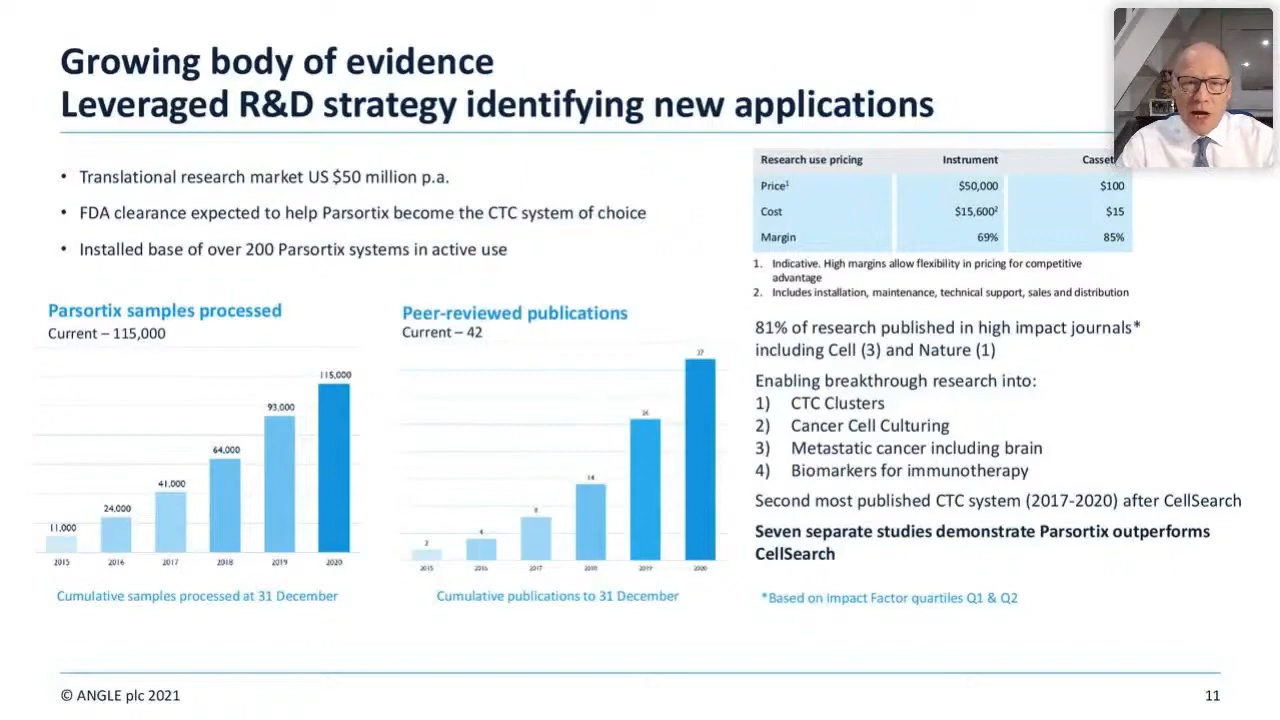 Growing body of evidence
Leveraged R&D strategy identifying new applications
• Translational research market US $50 million p.a.
• FDA clearance expected to help Parsortix become the CTC system of choice
• Installed base of over 200 Parsortix systems in active use
Parsortix samples processed
Current – 115,000
11,000
24,000
41,000
64,000
93,000
115,000
2015 2016 2017 2018 2019 2020
Cumulative samples processed at 31 December
Peer-reviewed publications
Current – 42
2
4
14
26
37
2015 2016 2017 2018 2019 2020
Cumulative publications to 31 December
Research use pricing Instrument
Price1 $50,000 $100
Cost $15,6002 $15
Margin 69% 85%
1. Indicative. High margins allow flexibility in pricing for competitive
advantage
2. Includes installation, maintenance, technical support, sales and distribution
81% of research published in high impact journals*
including Cell (3) and Nature (1)
Enabling breakthrough research into:
1) CTC Clusters
2) Cancer Cell Culturing
3) Metastatic cancer including brain
4) Biomarkers for immunotherapy
Second most published CTC system (2017-2020) after CellSearch
Seven separate studies demonstrate Parsortix outperforms
CellSearch
*Based on Impact Factor quartiles Q1 & Q2
© ANGLE plc 2021
11